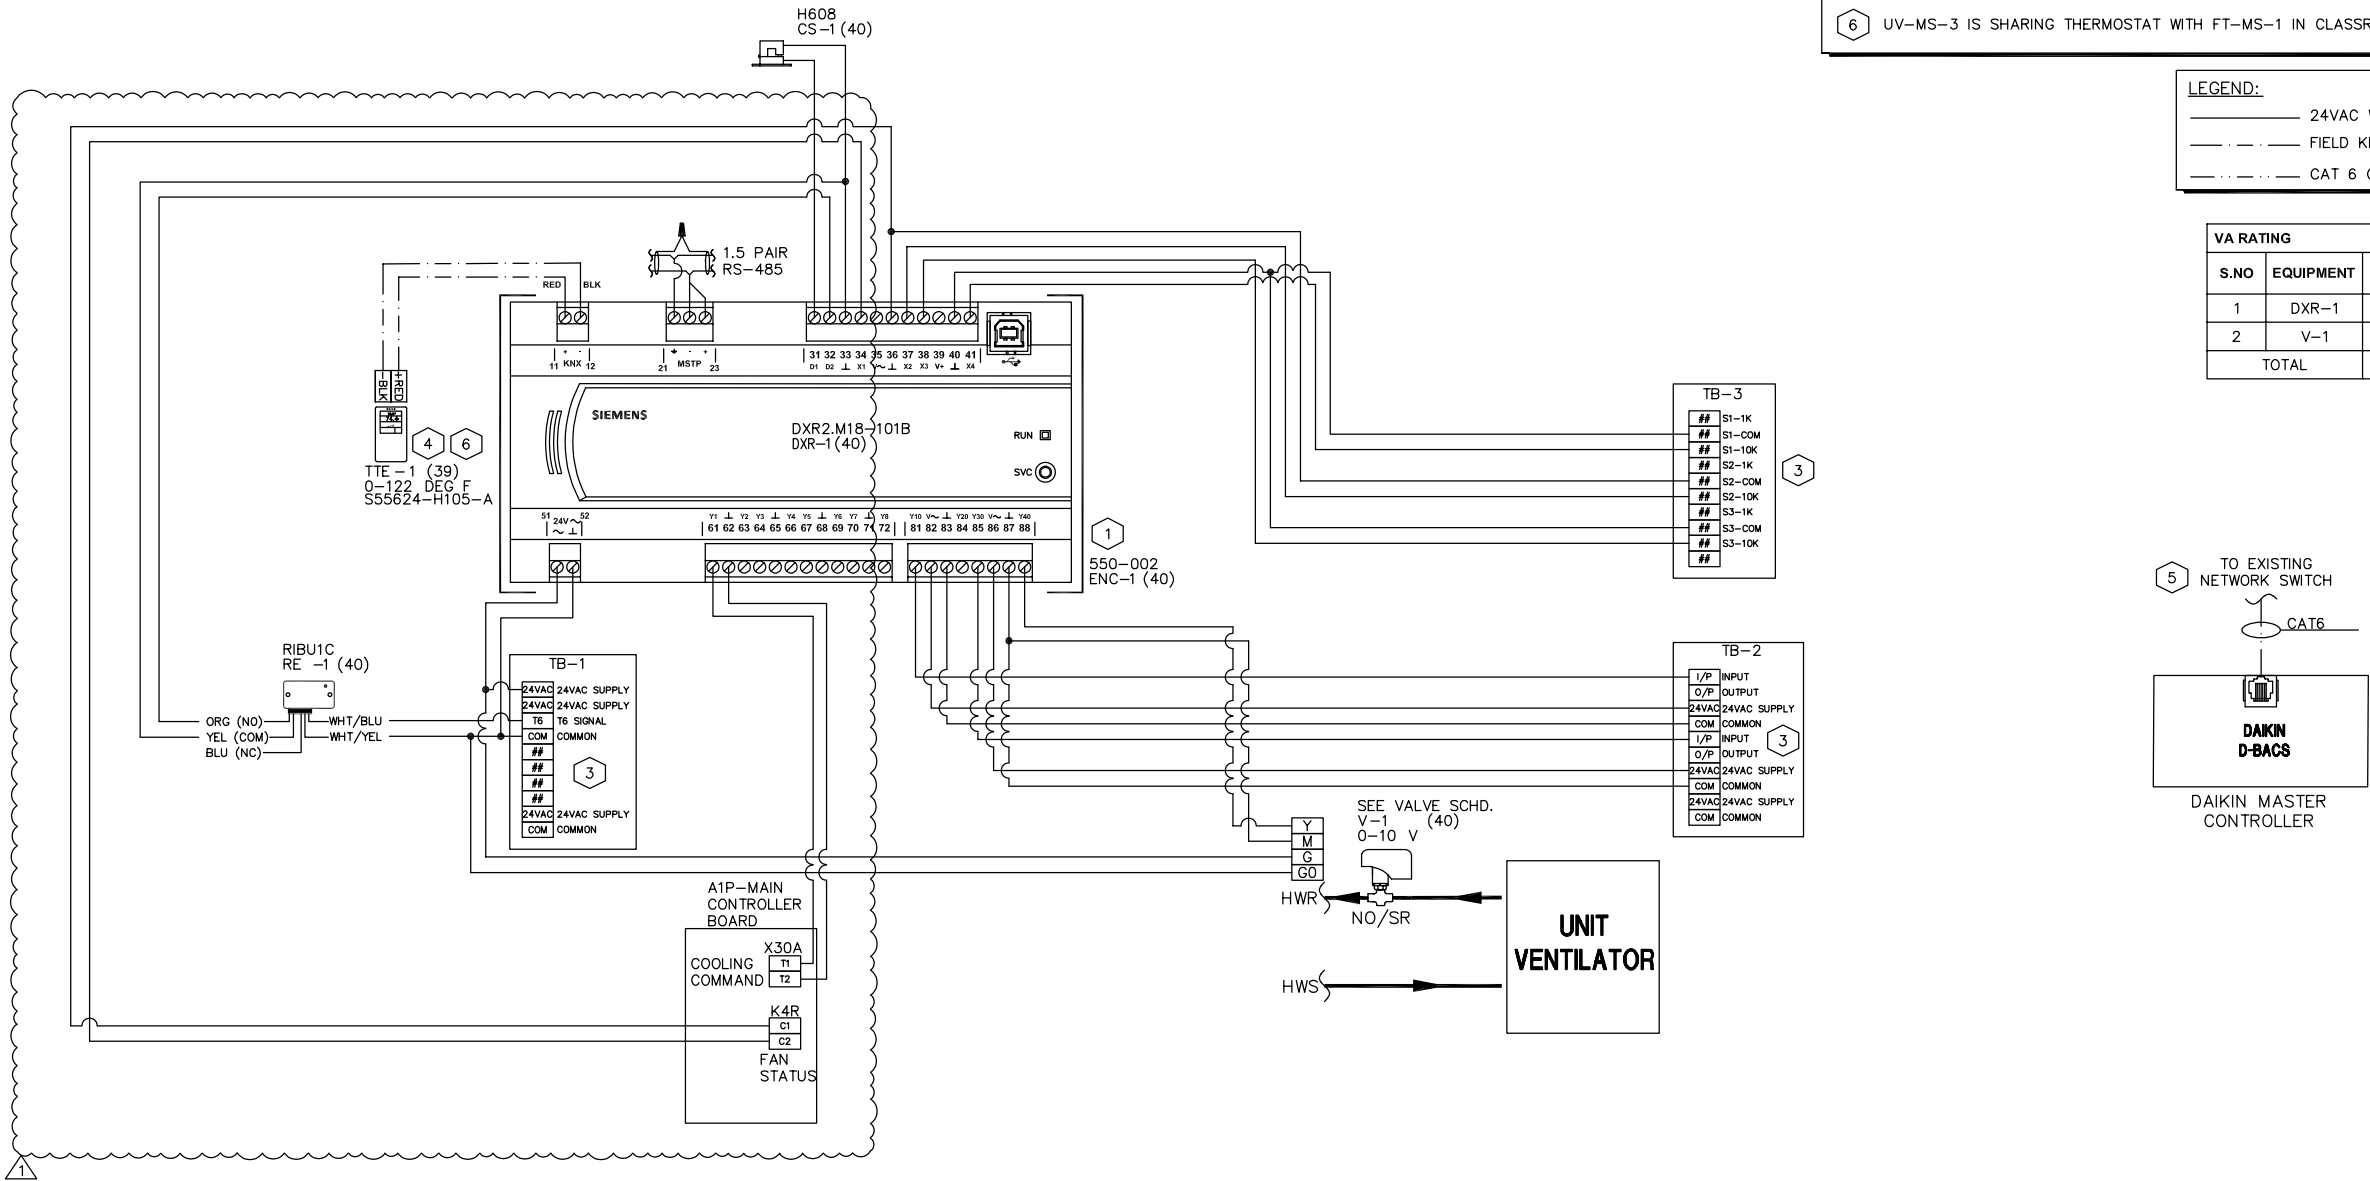 H608
CS-1 (40)
6 UV-MS-3 IS SHARING THERMOSTAT WITH FT-MS-1 IN CLASSR
LEGEND:
24VAC
FIELD
CAT 6
VA RATING
S.NO EQUIPMENT
1 DXR-1
2 V-1
TOTAL
1.5 PAIR
RS-485
RED BLK
+ - + - +
11 KNX 12 21 MSTP 23
31 32 33 34 35 36 37 38 39 40 41
D1 D2 ⊥ X1 V~ ⊥ X2 X3 V+ ⊥ X4
SIEMENS
DXR2.M18-101B
DXR-1(40)
RUN
SVC
- BLK
+ RED
4 6
TTE-1 (39)
0-122 DEG F
S55624-H105-A
51 24V~ 52
~ ⊥
Y1 ⊥ Y2 Y3 ⊥ Y4 Y5 ⊥ Y6 Y7 ⊥ Y8
61 62 63 64 65 66 67 68 69 70 71 72
Y10 V~ ⊥ Y20 Y30 V~ ⊥ Y40
81 82 83 84 85 86 87 88
1
550-002
ENC-1 (40)
TB-3
## S1-1K
## S1-COM
## S1-10K
## S2-1K
## S2-COM
## S2-10K
## S3-1K
## S3-COM
## S3-10K
##
3
5 TO EXISTING
NETWORK SWITCH
CAT6
DAIKIN
D-BACS
DAIKIN MASTER
CONTROLLER
RIBU1C
RE -1 (40)
ORG (NO)
YEL (COM)
BLU (NC)
WHT/BLU
WHT/YEL
TB-1
24VAC 24VAC SUPPLY
24VAC 24VAC SUPPLY
T6 T6 SIGNAL
COM COMMON
##
##
##
##
24VAC 24VAC SUPPLY
COM COMMON
3
TB-2
I/P INPUT
O/P OUTPUT
24VAC 24VAC SUPPLY
COM COMMON
I/P INPUT
O/P OUTPUT
24VAC 24VAC SUPPLY
COM COMMON
24VAC 24VAC SUPPLY
COM COMMON
3
SEE VALVE SCHD.
V-1 (40)
0-10 V
Y
M
G
G0
HWR
NO/SR
HWS
UNIT
VENTILATOR
A1P-MAIN
CONTROLLER
BOARD
X30A
COOLING
COMMAND
T1
T2
K4R
C1
C2
FAN
STATUS
1